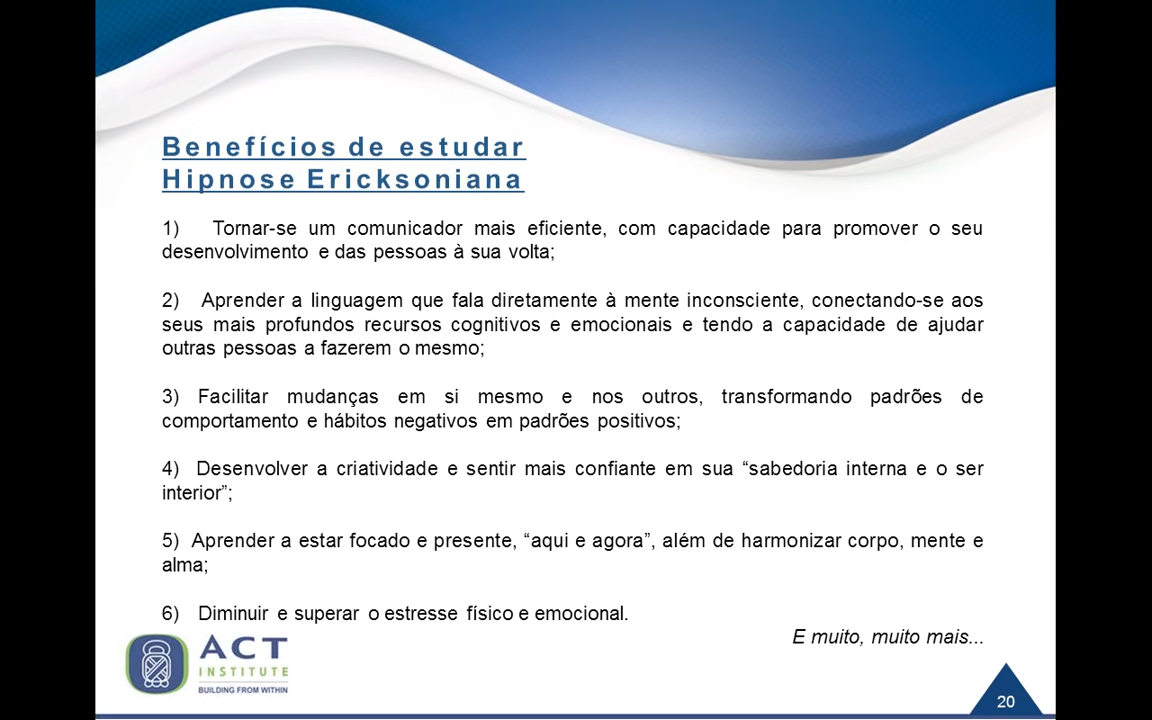 Benefícios de estudar
Hipnose Ericksoniana
1) Tornar-se um comunicador mais eficiente, com capacidade para promover o seu
desenvolvimento e das pessoas à sua volta;
2) Aprender a linguagem que fala diretamente à mente inconsciente, conectando-se aos
seus mais profundos recursos cognitivos e emocionais e tendo a capacidade de ajudar
outras pessoas a fazerem o mesmo;
3) Facilitar mudanças em si mesmo e nos outros, transformando padrões de
comportamento e hábitos negativos em padrões positivos;
4) Desenvolver a criatividade e sentir mais confiante em sua “sabedoria interna e o ser
interior”;
5) Aprender a estar focado e presente, “aqui e agora”, além de harmonizar corpo, mente e
alma;
6) Diminuir e superar o estresse físico e emocional.
E muito, muito mais...
ACT
INSTITUTE
BUILDING FROM WITHIN
20